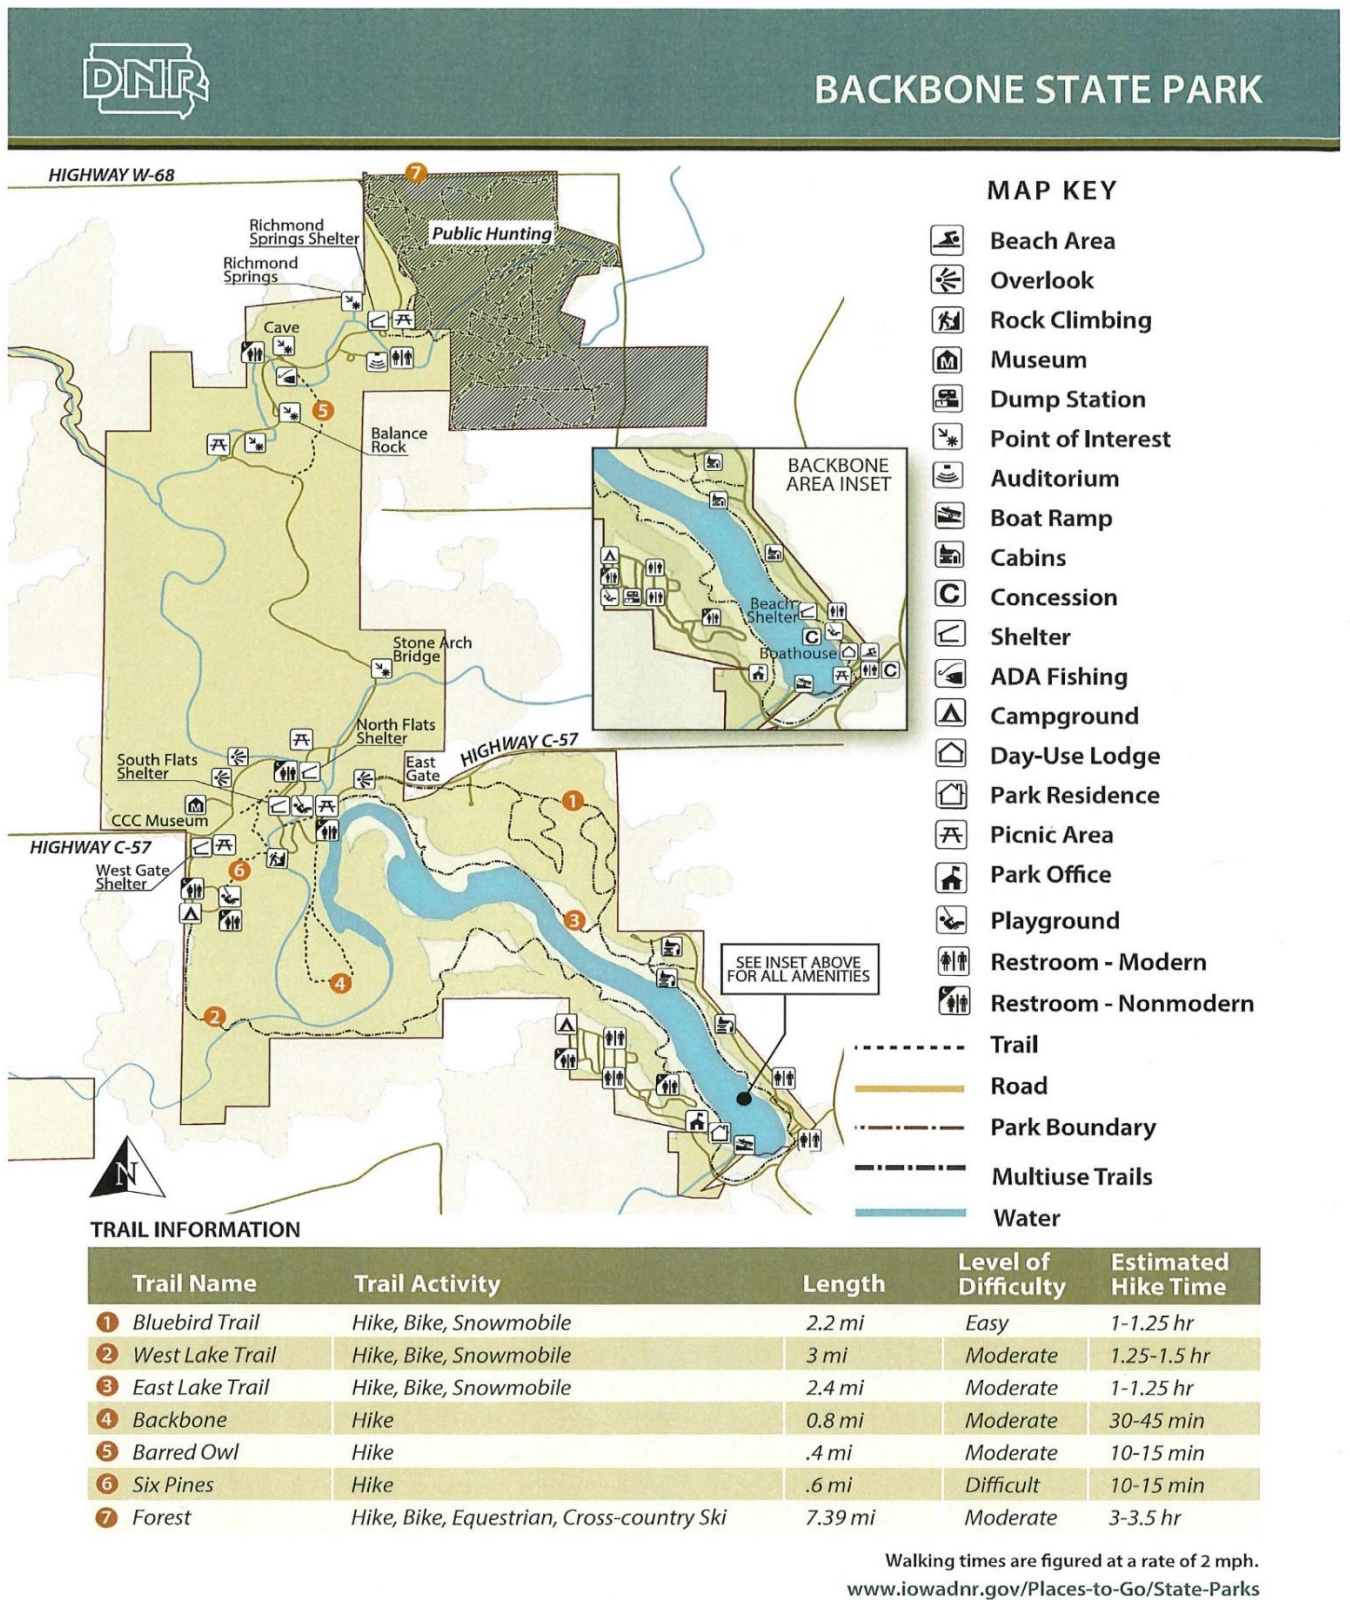 DNR
BACKBONE STATE PARK
HIGHWAY W-68
7
Public Hunting
Richmond
Springs Shelter
Richmond
Springs
Cave
5
Balance
Rock
Stone Arch
Bridge
North Flats
Shelter
South Flats
Shelter
East
Gate
HIGHWAY C-57
CCC Museum
HIGHWAY C-57
West Gate
Shelter
1
6
3
4
2
SEE INSET ABOVE
FOR ALL AMENITIES
N
BACKBONE
AREA INSET
Beach
Shelter
C
Boathouse
C
MAP KEY
Beach Area
Overlook
Rock Climbing
M Museum
Dump Station
Point of Interest
Auditorium
Boat Ramp
Cabins
C Concession
Shelter
ADA Fishing
Campground
Day-Use Lodge
Park Residence
Picnic Area
Park Office
Playground
Restroom - Modern
Restroom - Nonmodern
Trail
Road
Park Boundary
Multiuse Trails
Water
TRAIL INFORMATION
Trail Name Trail Activity Length Level of Difficulty Estimated Hike Time
1 Bluebird Trail Hike, Bike, Snowmobile 2.2 mi Easy 1-1.25 hr
2 West Lake Trail Hike, Bike, Snowmobile 3 mi Moderate 1.25-1.5 hr
3 East Lake Trail Hike, Bike, Snowmobile 2.4 mi Moderate 1-1.25 hr
4 Backbone Hike 0.8 mi Moderate 30-45 min
5 Barred Owl Hike .4 mi Moderate 10-15 min
6 Six Pines Hike .6 mi Difficult 10-15 min
7 Forest Hike, Bike, Equestrian, Cross-country Ski 7.39 mi Moderate 3-3.5 hr
Walking times are figured at a rate of 2 mph.
www.iowadnr.gov/Places-to-Go/State-Parks